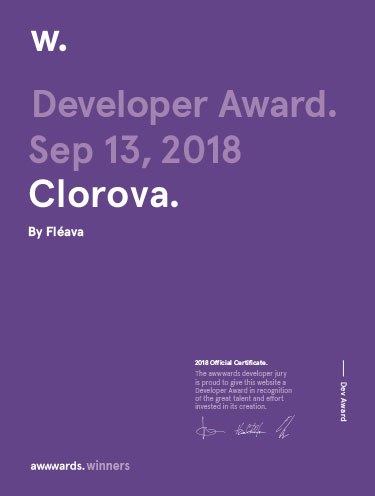 w.
Developer Award.
Sep 13, 2018
Clorova.
By Fléava
2018 Official Certificate.
The awwwards developer jury
is proud to give this website a
Developer Award in recognition
of the great talent and effort
invested in its creation.
Dev Award
awwwards.winners